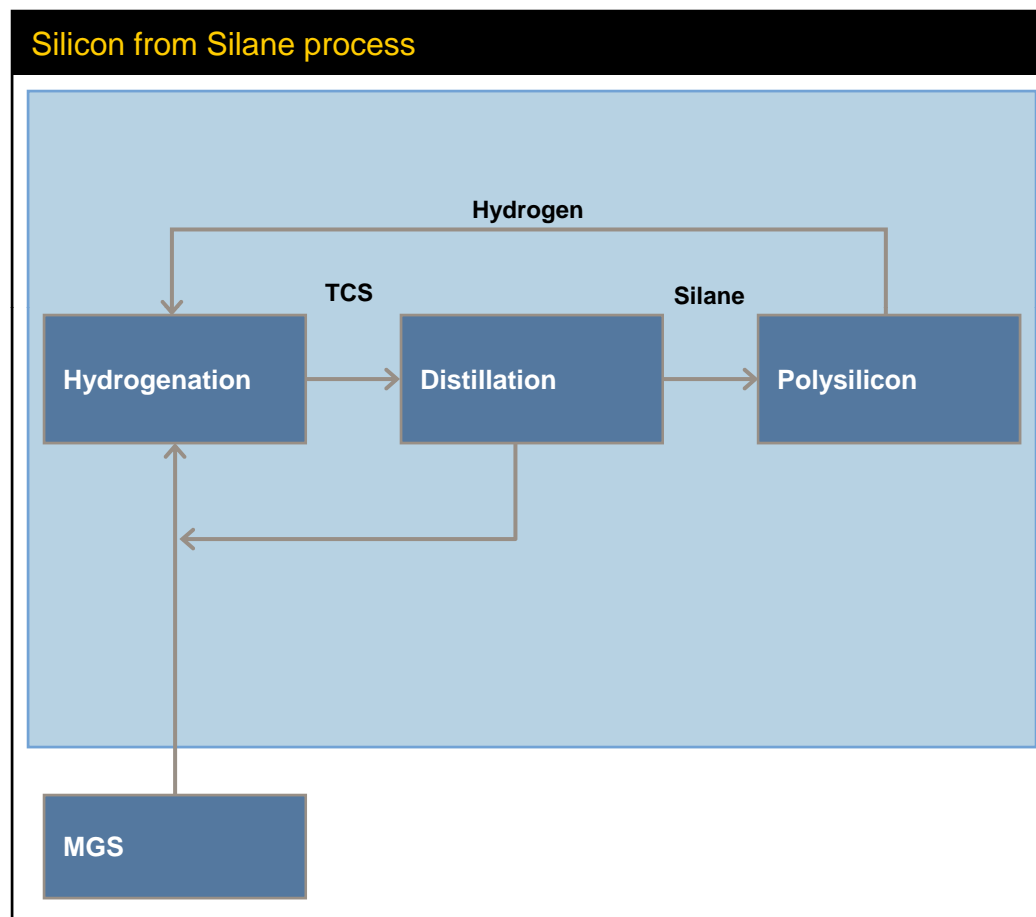 Silicon from Silane process
Hydrogen
TCS
Silane
Hydrogenation
Distillation
Polysilicon
MGS